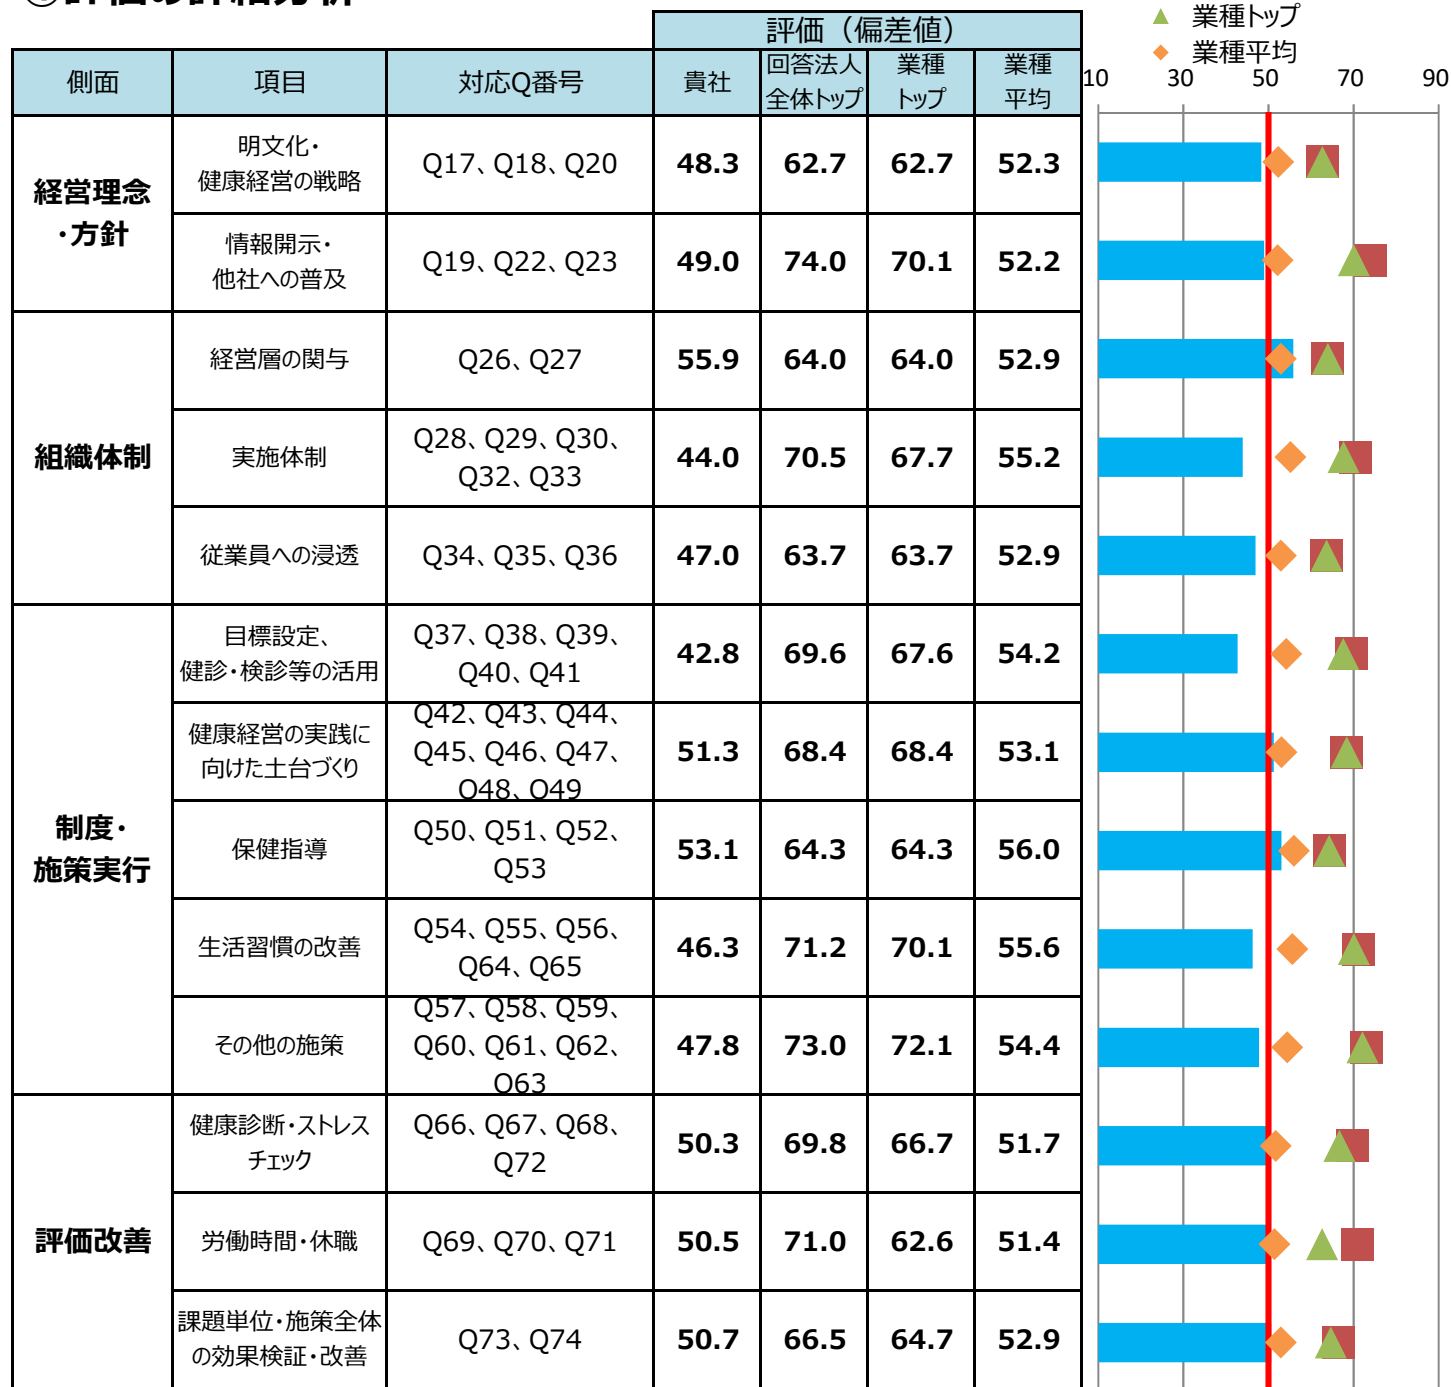 評価（偏差値）
▲ 業種トップ
◆ 業種平均
側面 項目 対応Q番号 貴社 回答法人 業種 業種
全体トップ トップ 平均
10 30 50 70 90
経営理念
・方針
明文化・
健康経営の戦略
Q17、Q18、Q20 48.3 62.7 62.7 52.3
情報開示・
他社への普及
Q19、Q22、Q23 49.0 74.0 70.1 52.2
組織体制
経営層の関与 Q26、Q27 55.9 64.0 64.0 52.9
実施体制
Q28、Q29、Q30、
Q32、Q33
44.0 70.5 67.7 55.2
従業員への浸透 Q34、Q35、Q36 47.0 63.7 63.7 52.9
制度・
施策実行
目標設定、
健診・検診等の活用
Q37、Q38、Q39、
Q40、Q41
42.8 69.6 67.6 54.2
健康経営の実践に
向けた土台づくり
Q42、Q43、Q44、
Q45、Q46、Q47、
Q48、Q49
51.3 68.4 68.4 53.1
保健指導
Q50、Q51、Q52、
Q53
53.1 64.3 64.3 56.0
生活習慣の改善
Q54、Q55、Q56、
Q64、Q65
46.3 71.2 70.1 55.6
その他の施策
Q57、Q58、Q59、
Q60、Q61、Q62、
Q63
47.8 73.0 72.1 54.4
評価改善
健康診断・ストレス
チェック
Q66、Q67、Q68、
Q72
50.3 69.8 66.7 51.7
労働時間・休職 Q69、Q70、Q71 50.5 71.0 62.6 51.4
課題単位・施策全体
の効果検証・改善
Q73、Q74 50.7 66.5 64.7 52.9